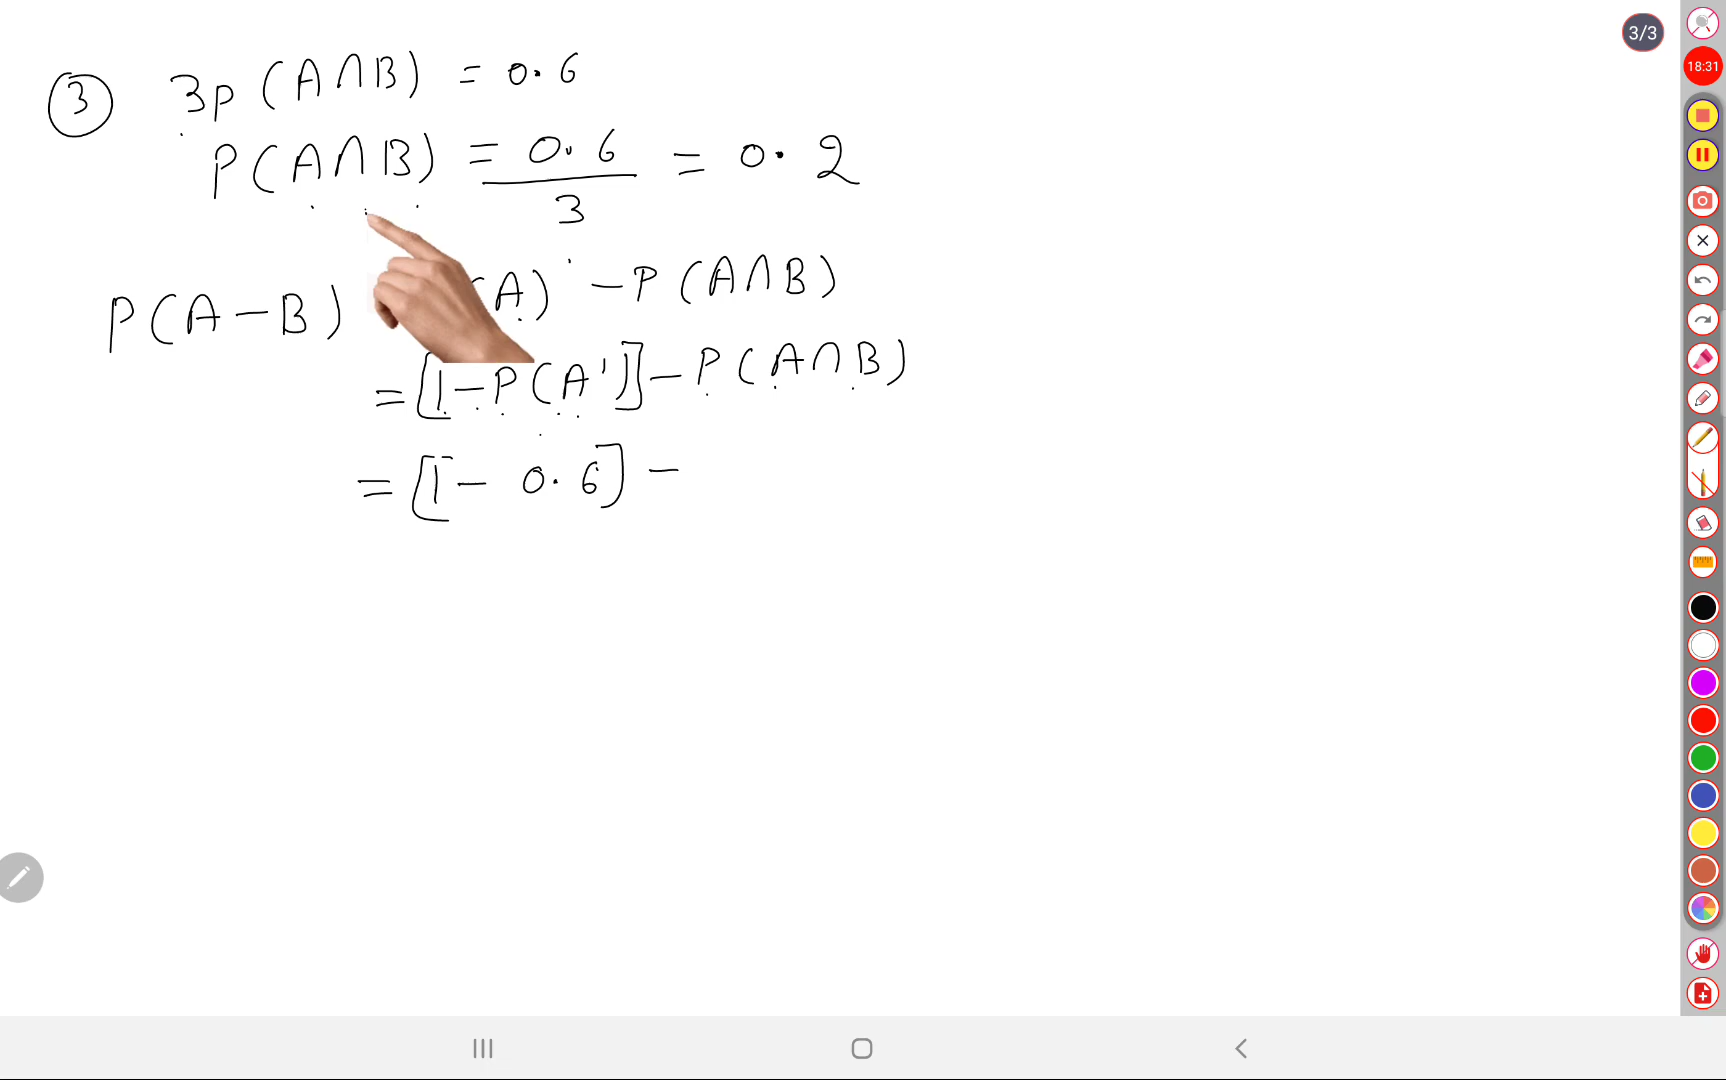 3/3
18:31
③ 3p (A∩B) = 0.6
P(A∩B) = 0.6/3 = 0.2
P(A-B) (A) - P(A∩B)
= [1-P(A')] - P(A∩B)
= [1- 0.6] -